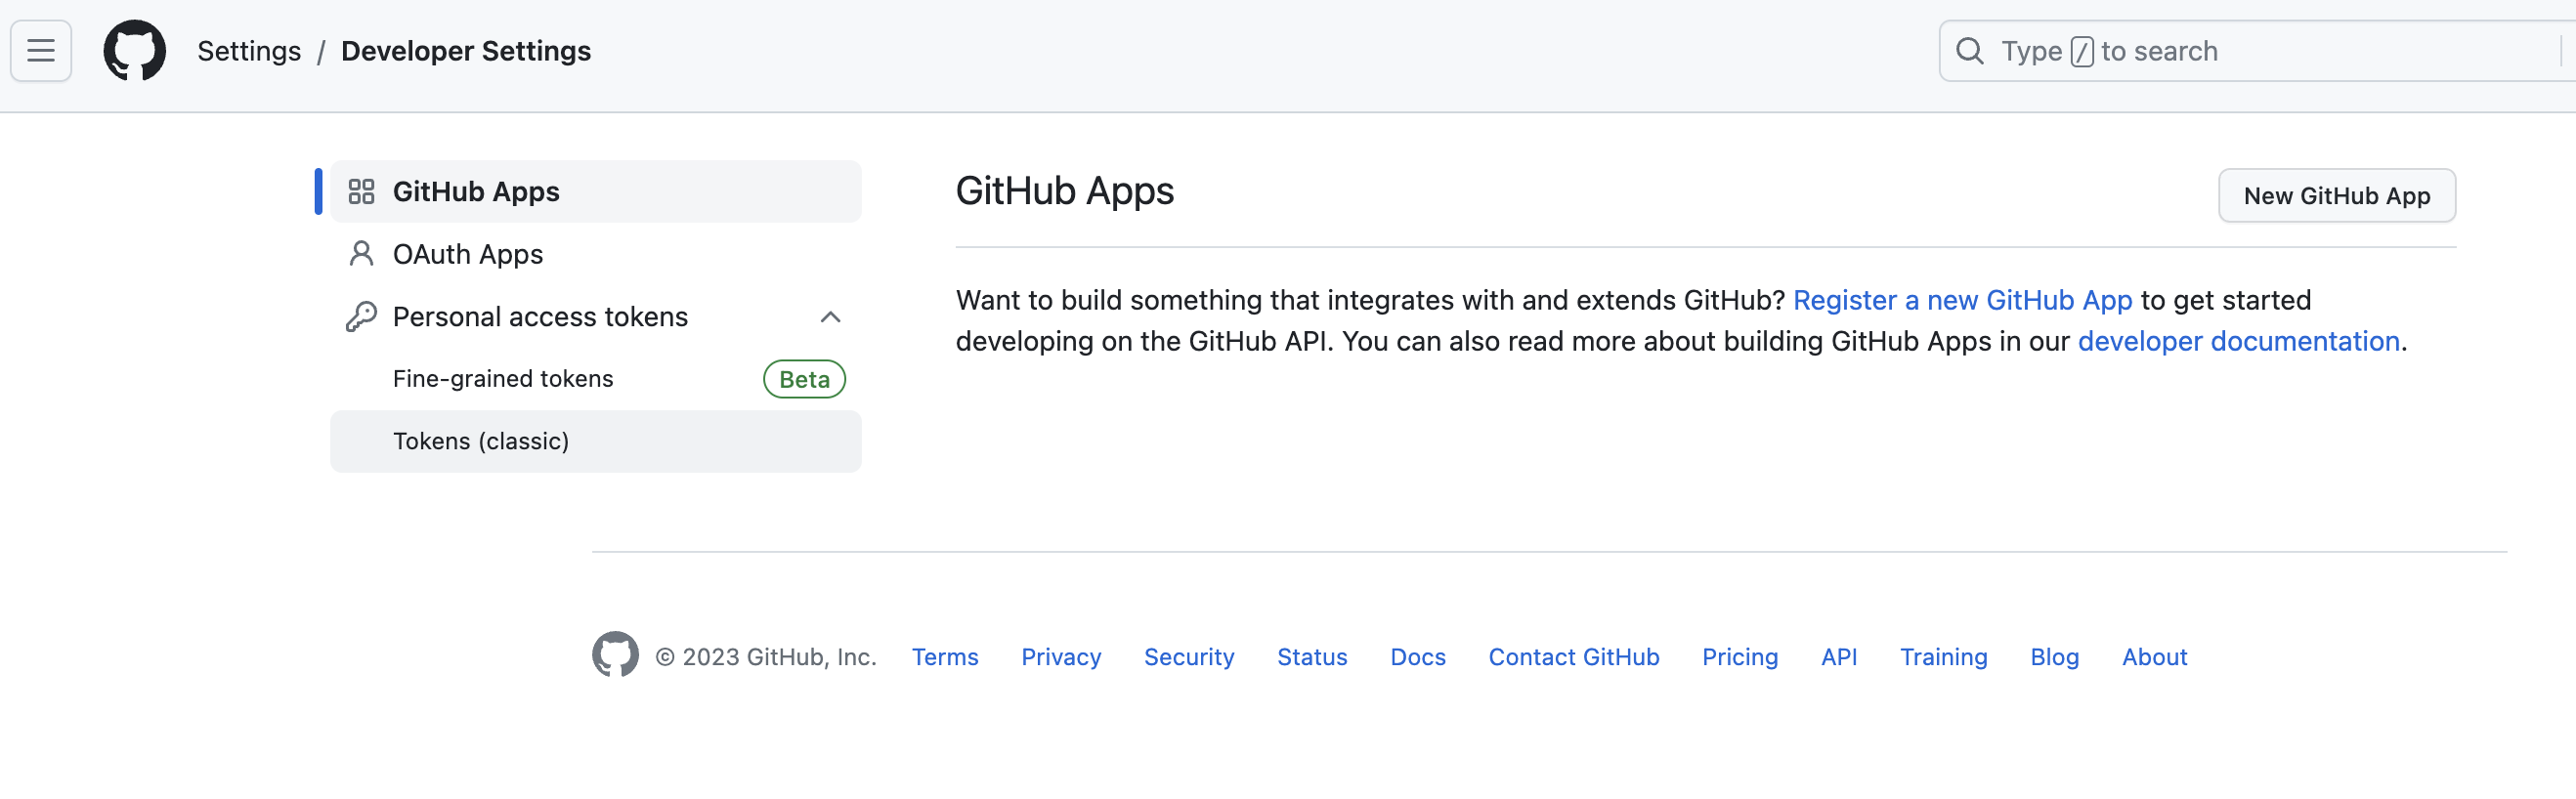 Settings / Developer Settings
Type / to search
GitHub Apps
OAuth Apps
Personal access tokens
Fine-grained tokens Beta
Tokens (classic)
GitHub Apps
New GitHub App
Want to build something that integrates with and extends GitHub? Register a new GitHub App to get started
developing on the GitHub API. You can also read more about building GitHub Apps in our developer documentation.
© 2023 GitHub, Inc. Terms Privacy Security Status Docs Contact GitHub Pricing API Training Blog About